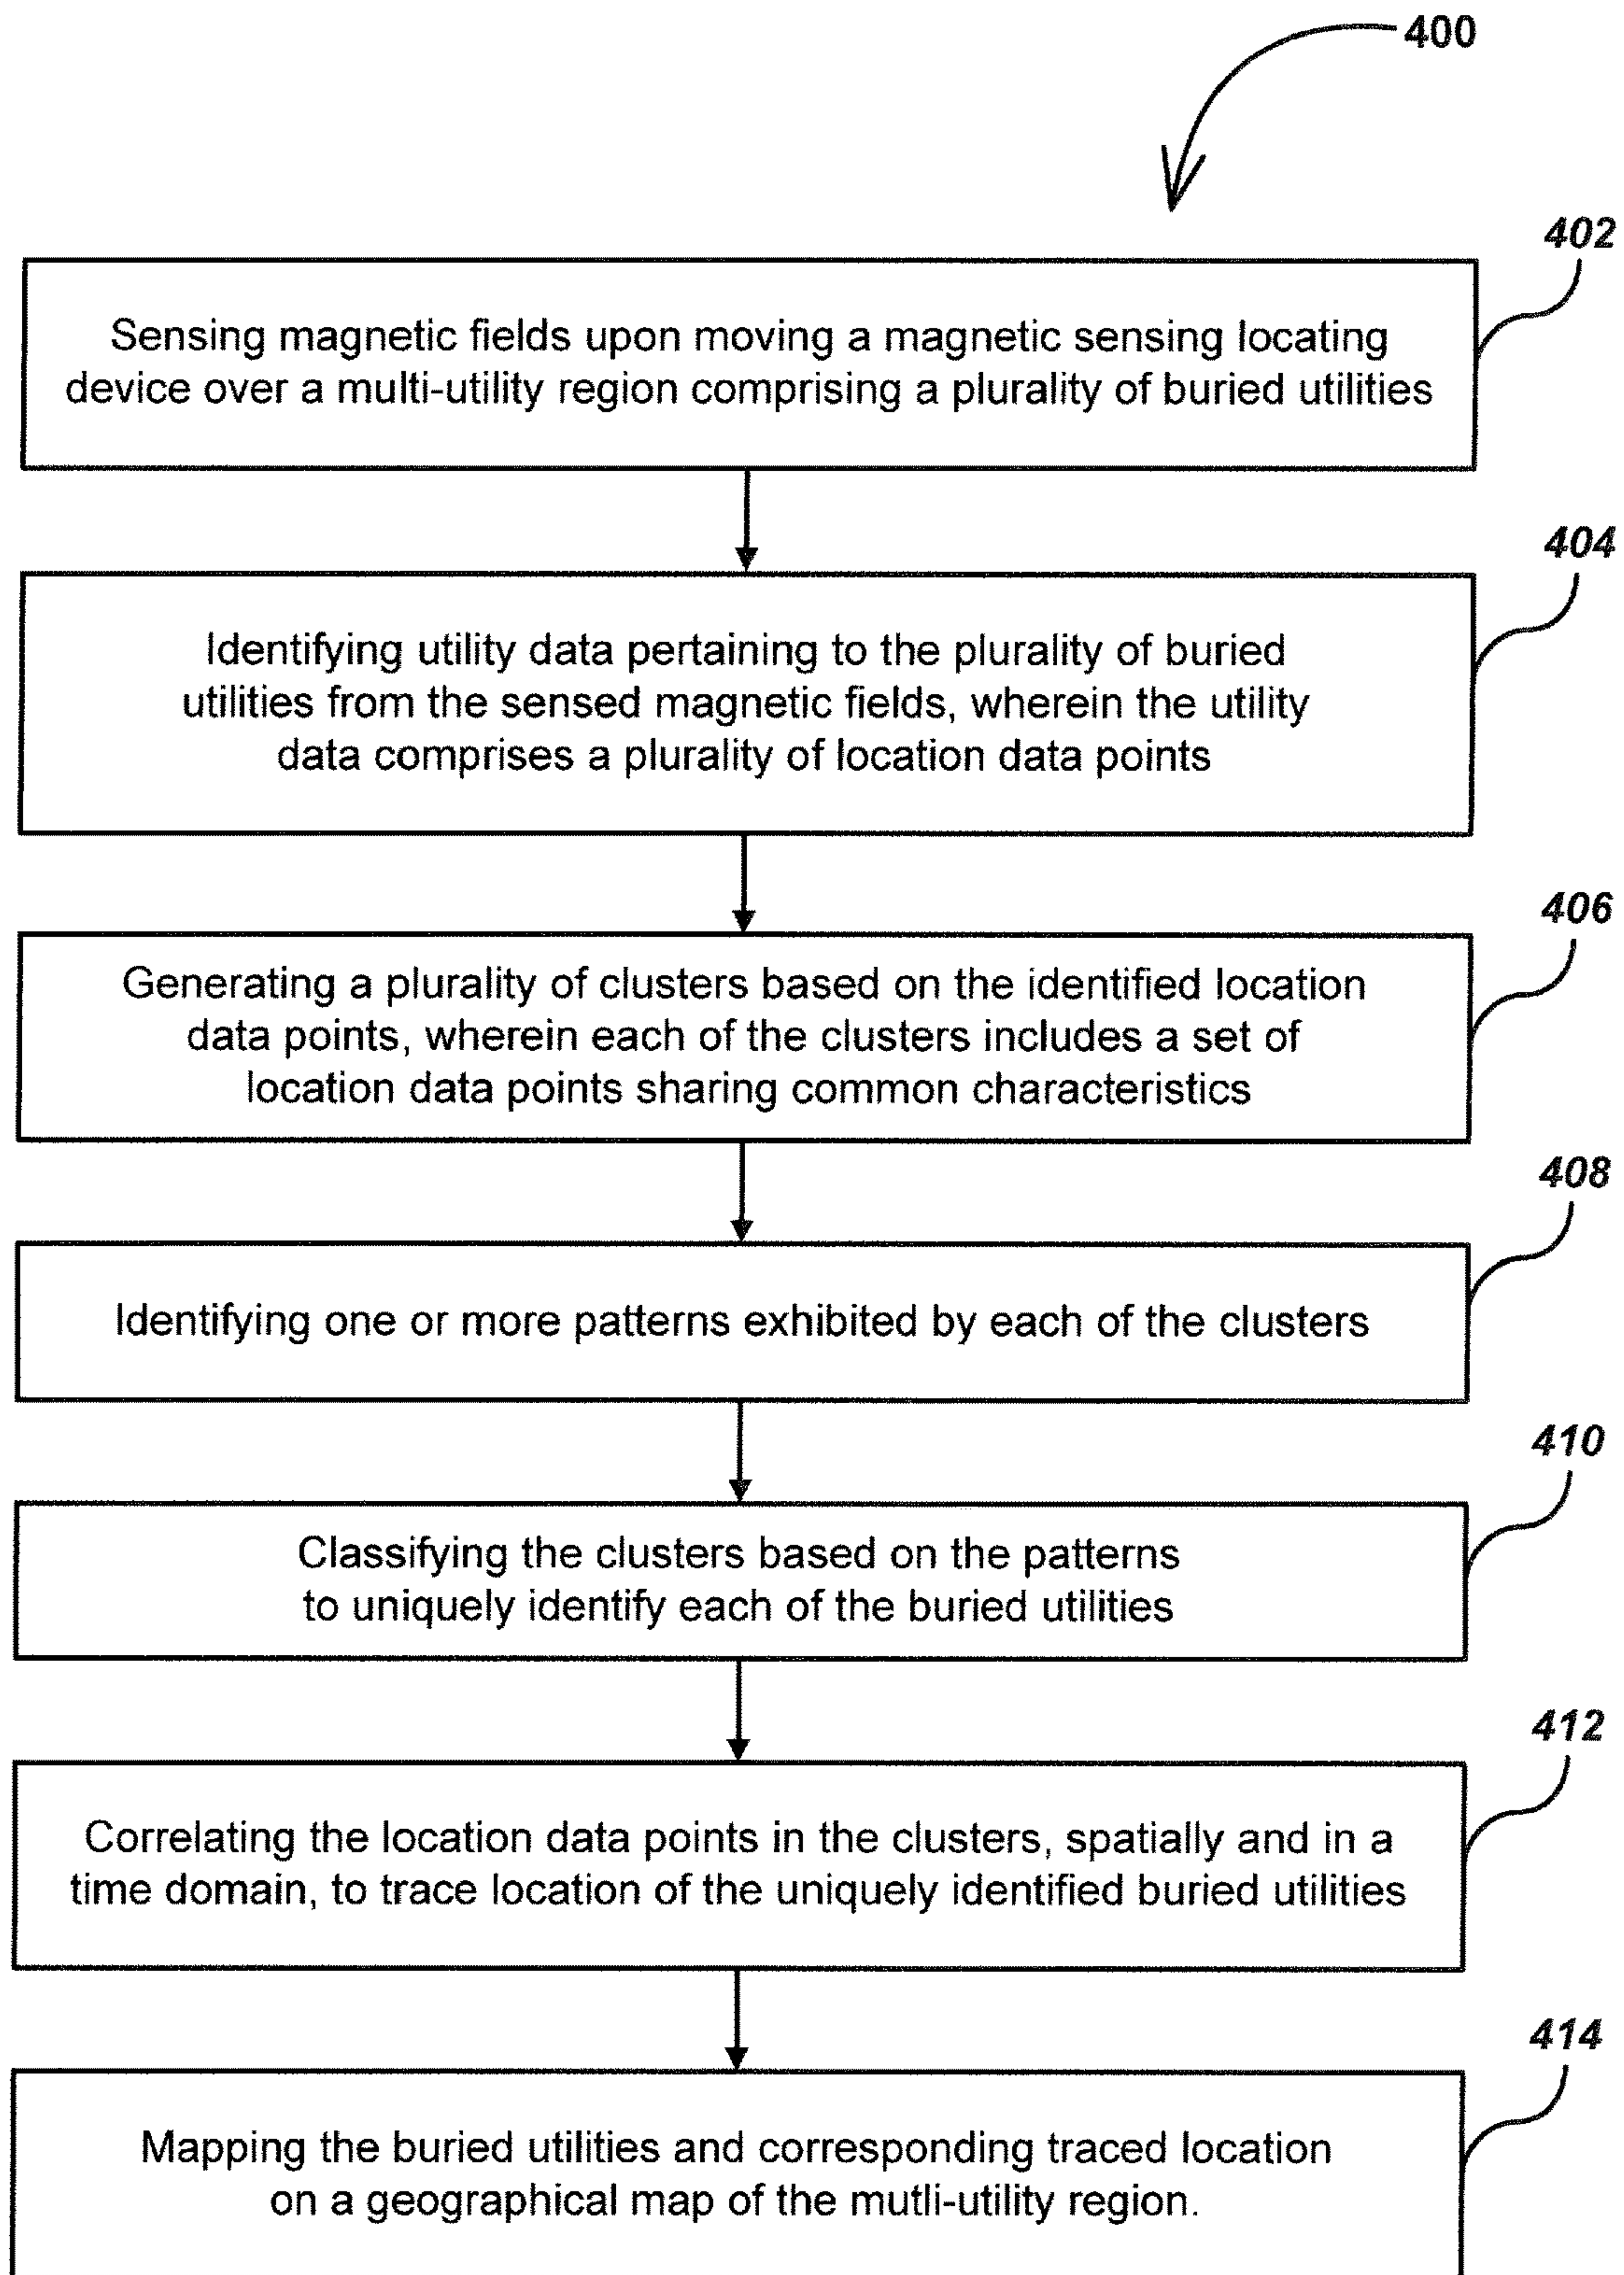 400
402
Sensing magnetic fields upon moving a magnetic sensing locating
device over a multi-utility region comprising a plurality of buried utilities
404
Identifying utility data pertaining to the plurality of buried
utilities from the sensed magnetic fields, wherein the utility
data comprises a plurality of location data points
406
Generating a plurality of clusters based on the identified location
data points, wherein each of the clusters includes a set of
location data points sharing common characteristics
408
Identifying one or more patterns exhibited by each of the clusters
410
Classifying the clusters based on the patterns
to uniquely identify each of the buried utilities
412
Correlating the location data points in the clusters, spatially and in a
time domain, to trace location of the uniquely identified buried utilities
414
Mapping the buried utilities and corresponding traced location
on a geographical map of the mutli-utility region.